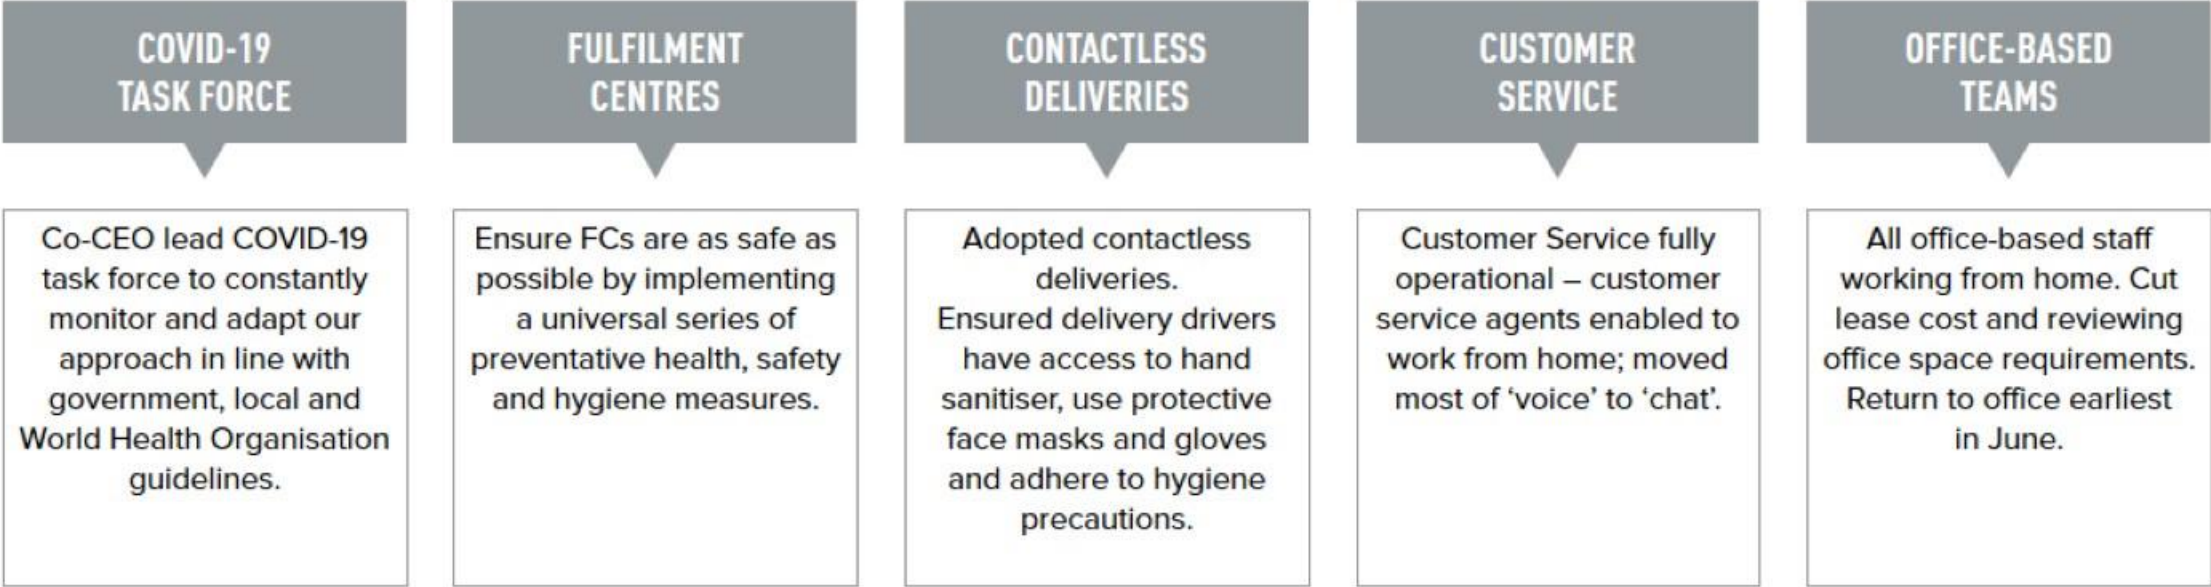 COVID-19
TASK FORCE
Co-CEO lead COVID-19
task force to constantly
monitor and adapt our
approach in line with
government, local and
World Health Organisation
guidelines.
FULFILMENT
CENTRES
Ensure FCs are as safe as
possible by implementing
a universal series of
preventative health, safety
and hygiene measures.
CONTACTLESS
DELIVERIES
Adopted contactless
deliveries.
Ensured delivery drivers
have access to hand
sanitiser, use protective
face masks and gloves
and adhere to hygiene
precautions.
CUSTOMER
SERVICE
Customer Service fully
operational – customer
service agents enabled to
work from home; moved
most of ‘voice’ to ‘chat’.
OFFICE-BASED
TEAMS
All office-based staff
working from home. Cut
lease cost and reviewing
office space requirements.
Return to office earliest
in June.